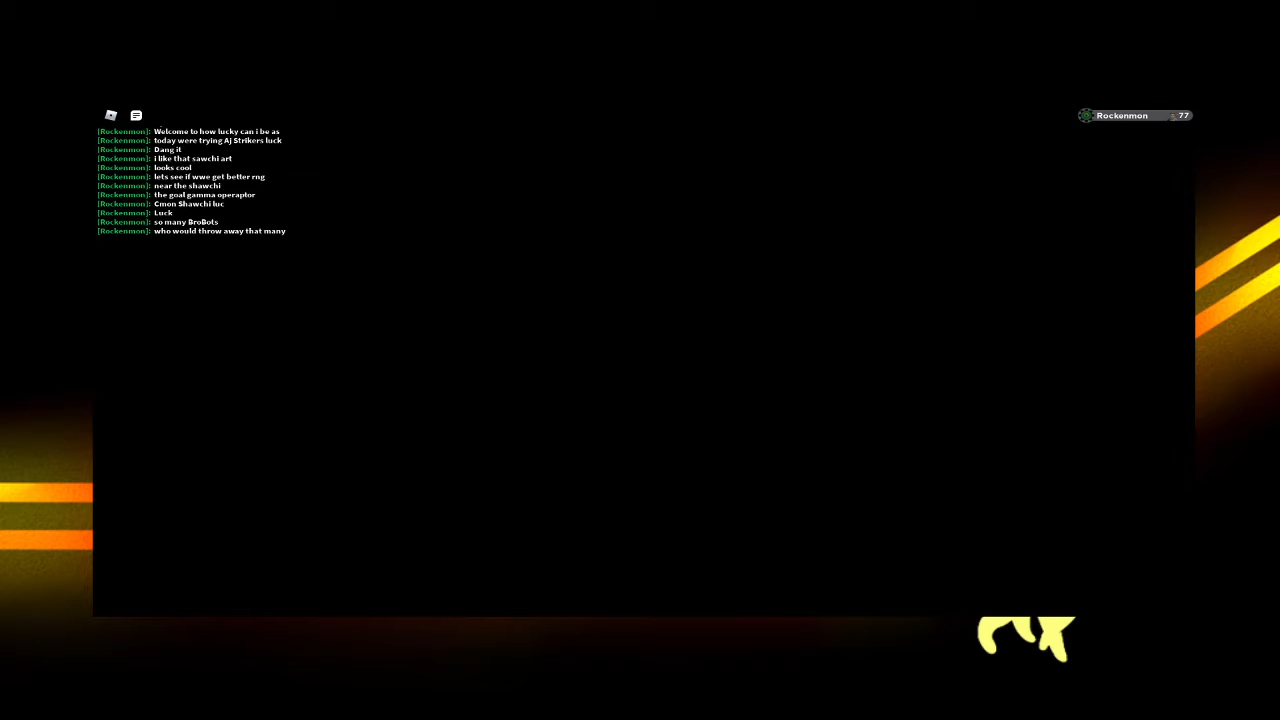 Rockenmon 77
[Rockenmon]: Welcome to how lucky can i be as
[Rockenmon]: today were trying AJ Strikers luck
[Rockenmon]: Dang it
[Rockenmon]: i like that sawchi art
[Rockenmon]: looks cool
[Rockenmon]: lets see if wwe get better rng
[Rockenmon]: near the shawchi
[Rockenmon]: the goal gamma operaptor
[Rockenmon]: Cmon Shawchi luc
[Rockenmon]: Luck
[Rockenmon]: so many BroBots
[Rockenmon]: who would throw away that many